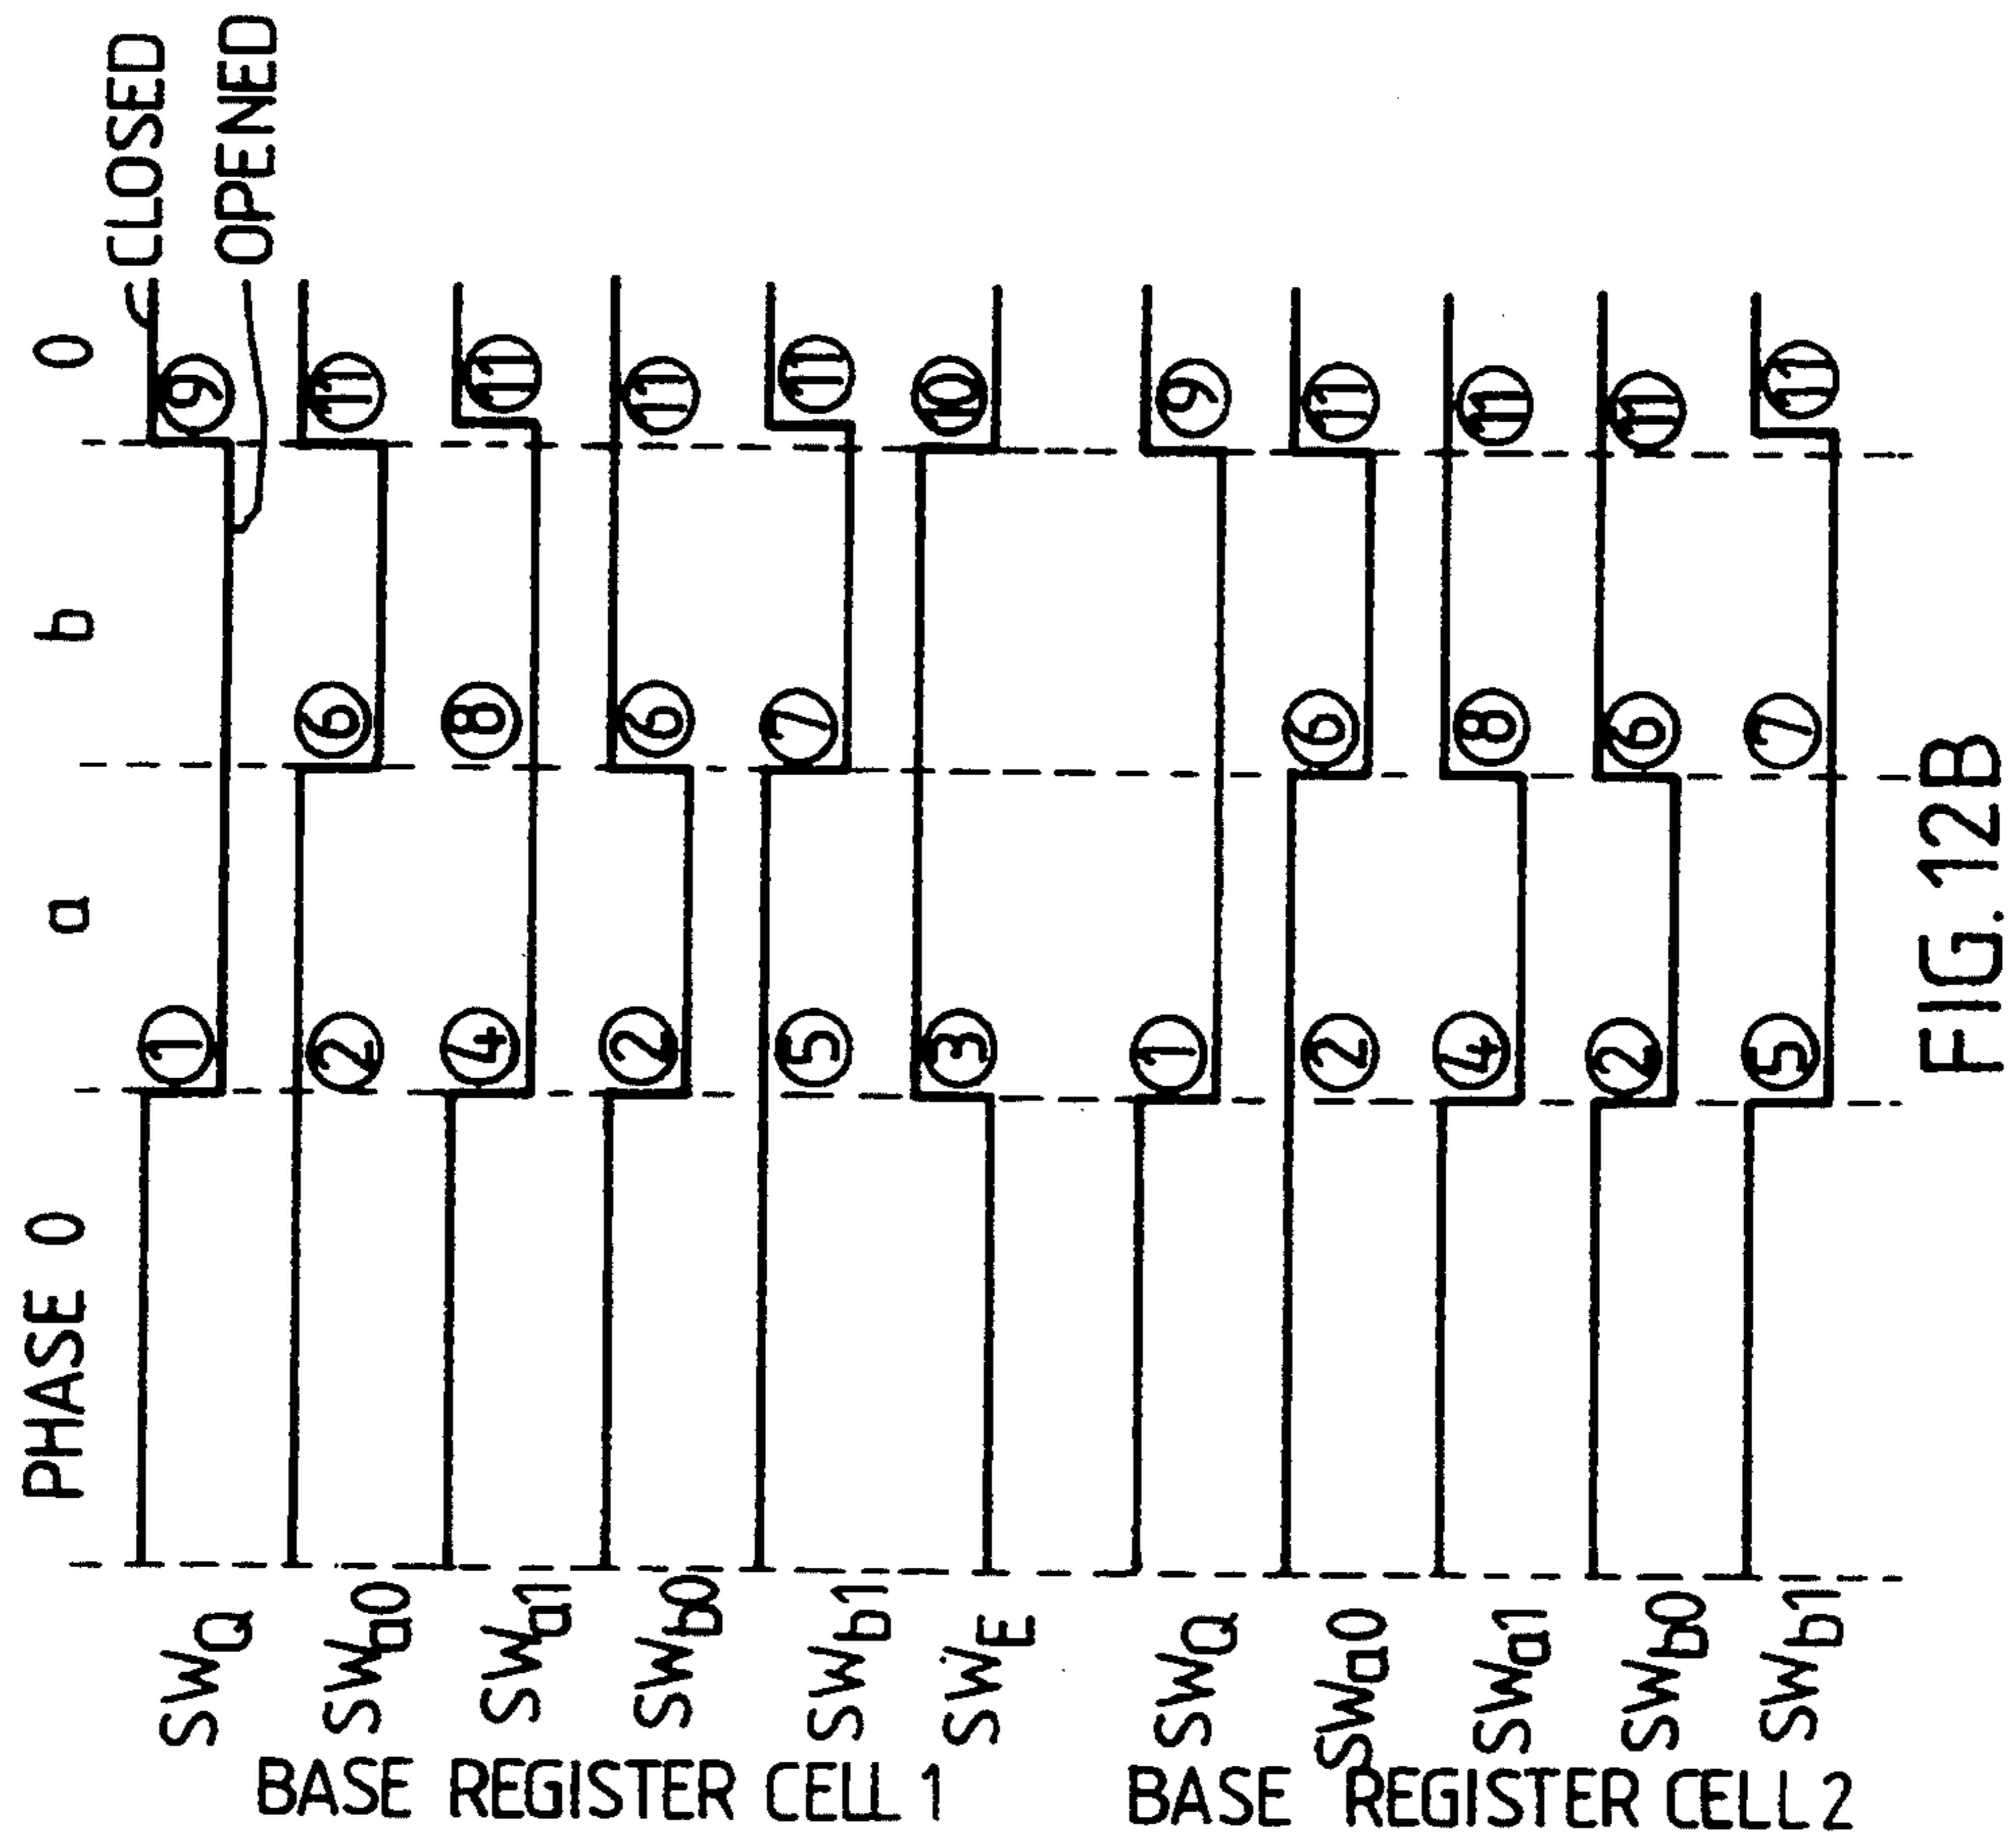 PHASE 0 a b 0
CLOSED
OPENED
BASE REGISTER CELL 1
SWQ ① ⑨
SWa0 ② ⑥ ⑪
SWa1 ④ ⑧ ⑪
SWb0 ② ⑥ ⑪
SWb1 ⑤ ⑦ ⑪
SWE ③ ⑩
BASE REGISTER CELL 2
SWQ ① ⑨
SWa0 ② ⑥ ⑪
SWa1 ④ ⑧ ⑪
SWb0 ② ⑥ ⑪
SWb1 ⑤ ⑦ ⑪
FIG. 12B